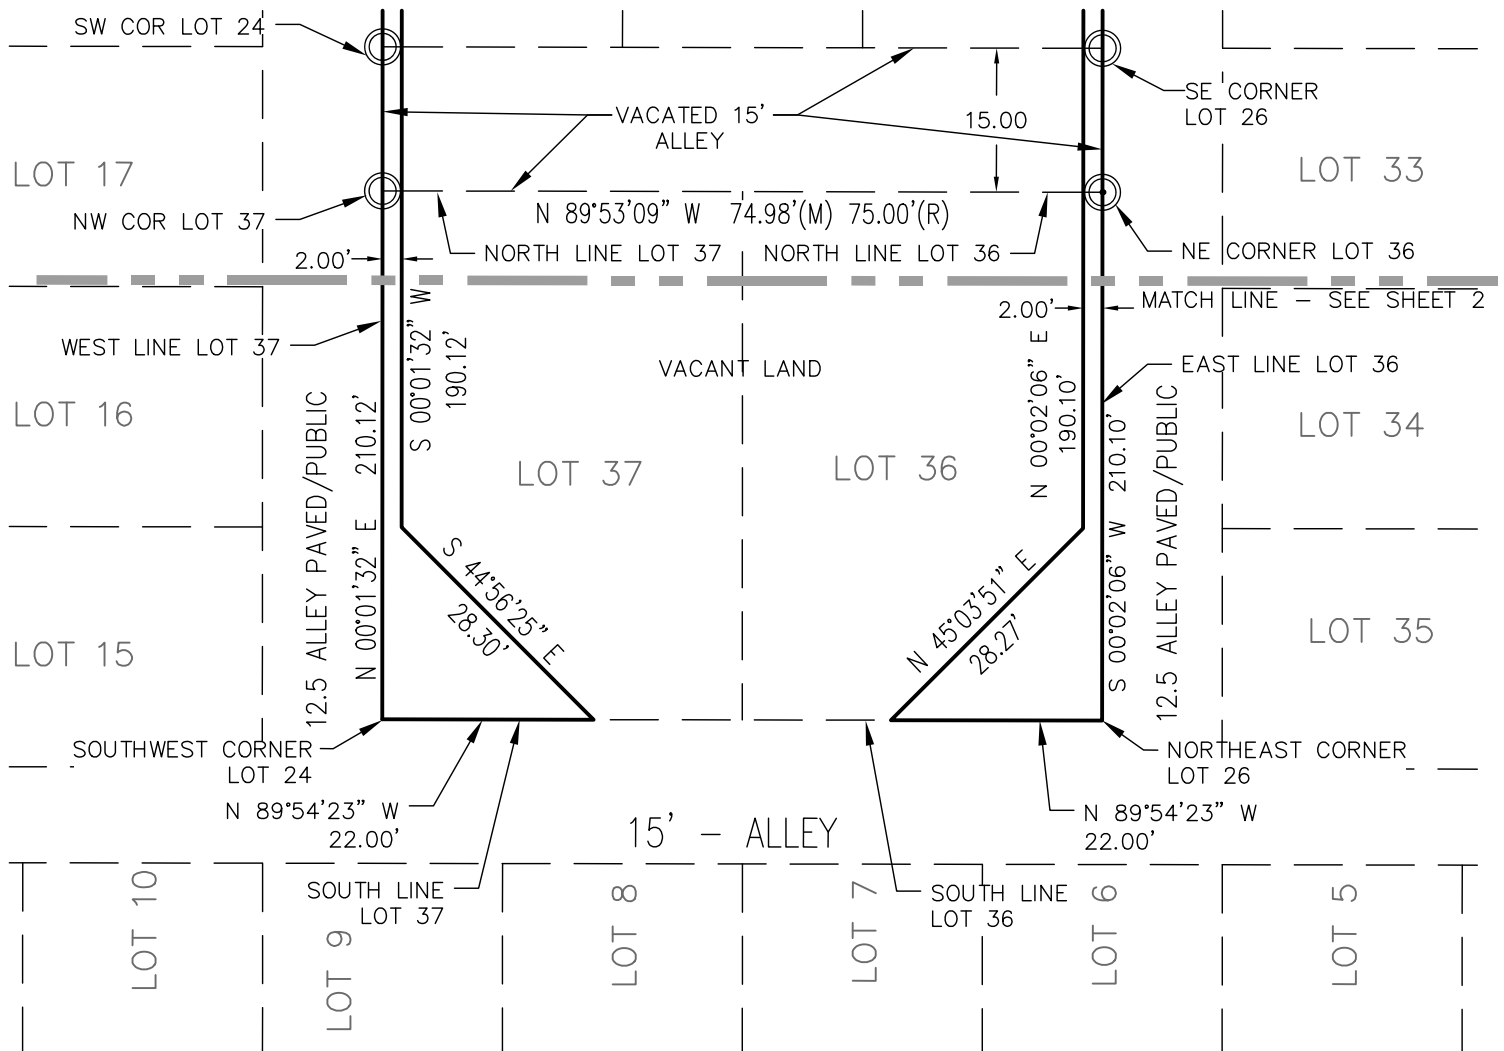 SW COR LOT 24
SE CORNER
LOT 26
VACATED 15'
ALLEY
15.00
LOT 17
LOT 33
NW COR LOT 37
N 89°53'09" W 74.98'(M) 75.00'(R)
NORTH LINE LOT 37
NORTH LINE LOT 36
NE CORNER LOT 36
2.00'
2.00'
MATCH LINE - SEE SHEET 2
WEST LINE LOT 37
VACANT LAND
EAST LINE LOT 36
LOT 16
LOT 34
S 00°01'32" W
190.12'
N 00°02'06" E
190.10'
LOT 37
LOT 36
12.5 ALLEY PAVED/PUBLIC
N 00°01'32" E 210.12'
S 00°02'06" W 210.10'
12.5 ALLEY PAVED/PUBLIC
S 44°56'25" E
28.30'
N 45°03'51" E
28.27'
LOT 15
LOT 35
SOUTHWEST CORNER
LOT 24
NORTHEAST CORNER
LOT 26
N 89°54'23" W
22.00'
N 89°54'23" W
22.00'
15' - ALLEY
SOUTH LINE
LOT 37
SOUTH LINE
LOT 36
LOT 10
LOT 9
LOT 8
LOT 7
LOT 6
LOT 5